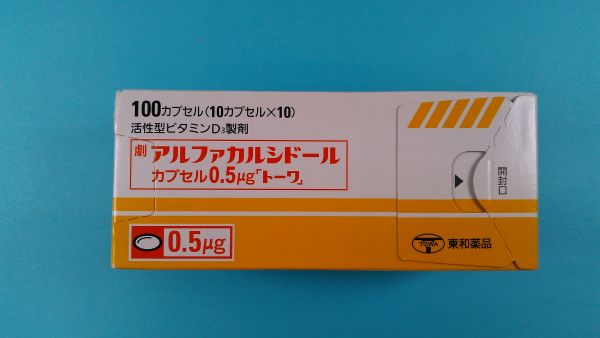 100カプセル(10カプセル×10)
活性型ビタミンD₃製剤
劇 アルファカルシドール
カプセル0.5μg「トーワ」
開封口
0.5μg
TOWA 東和薬品